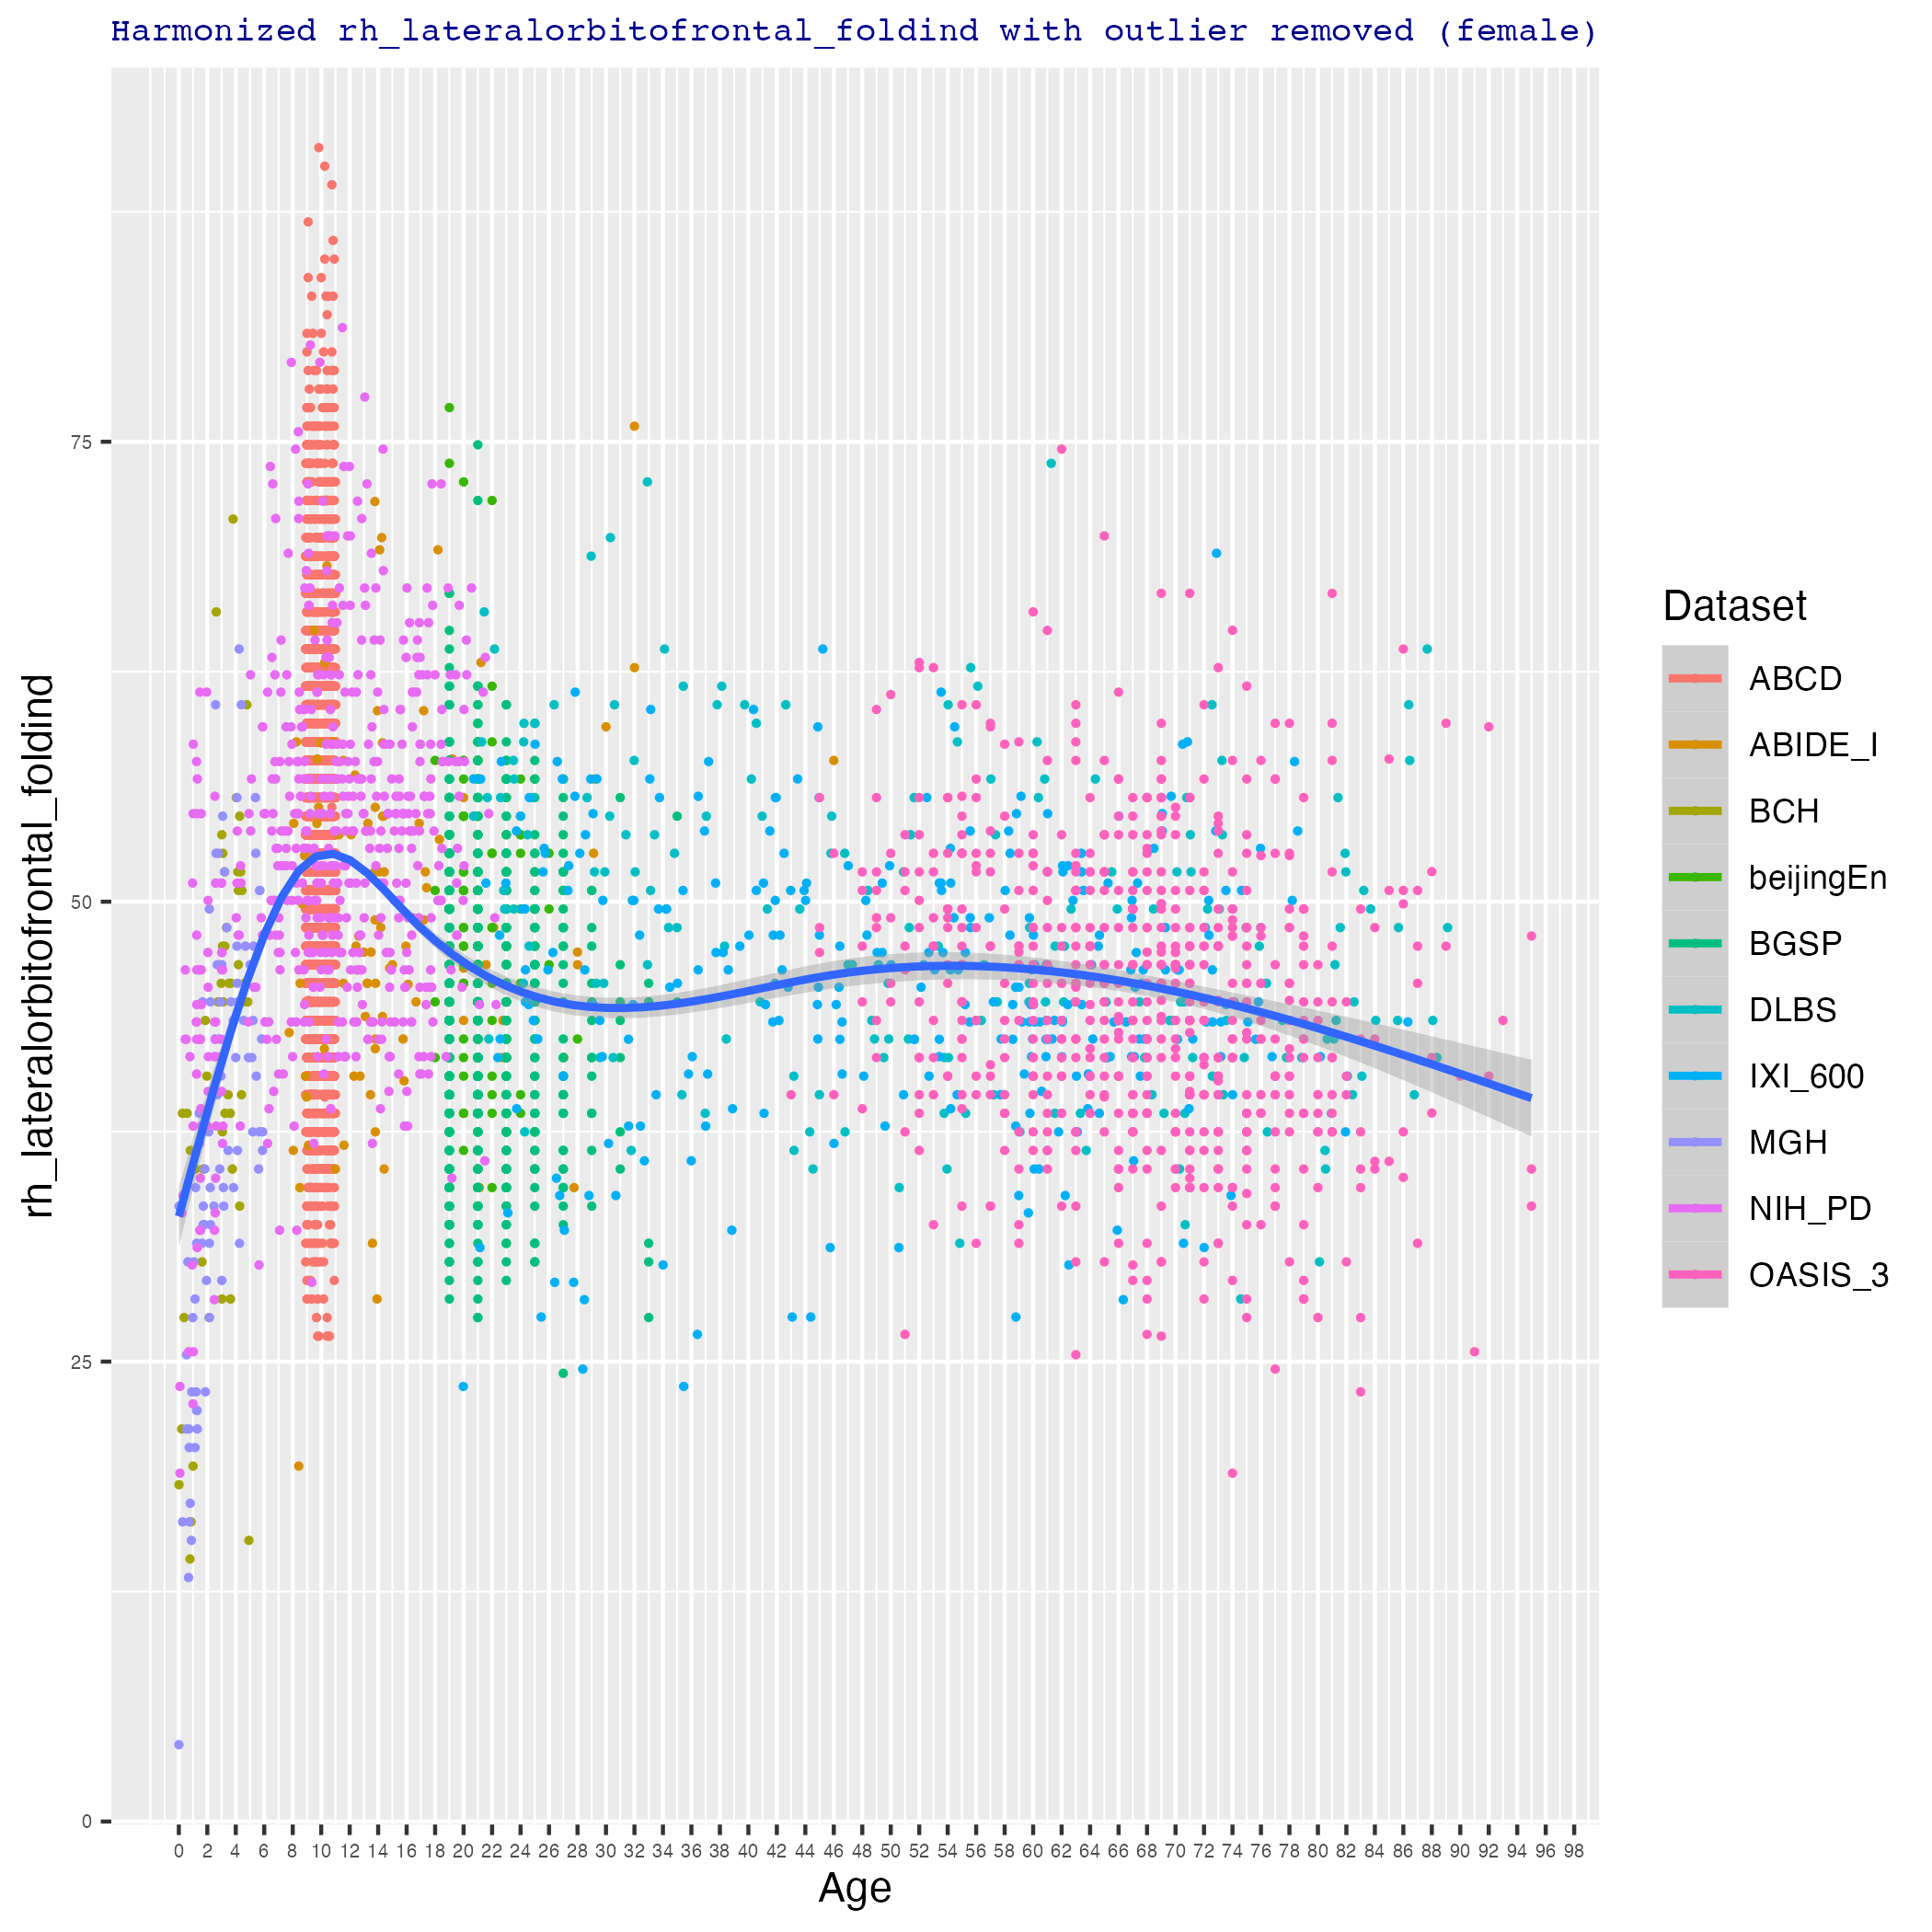 Harmonized rh_lateralorbitofrontal_foldind with outlier removed (female)
rh_lateralorbitofrontal_foldind
75
50
25
0
0 2 4 6 8 10 12 14 16 18 20 22 24 26 28 30 32 34 36 38 40 42 44 46 48 50 52 54 56 58 60 62 64 66 68 70 72 74 76 78 80 82 84 86 88 90 92 94 96 98
Age
Dataset
ABCD
ABIDE_I
BCH
beijingEn
BGSP
DLBS
IXI_600
MGH
NIH_PD
OASIS_3